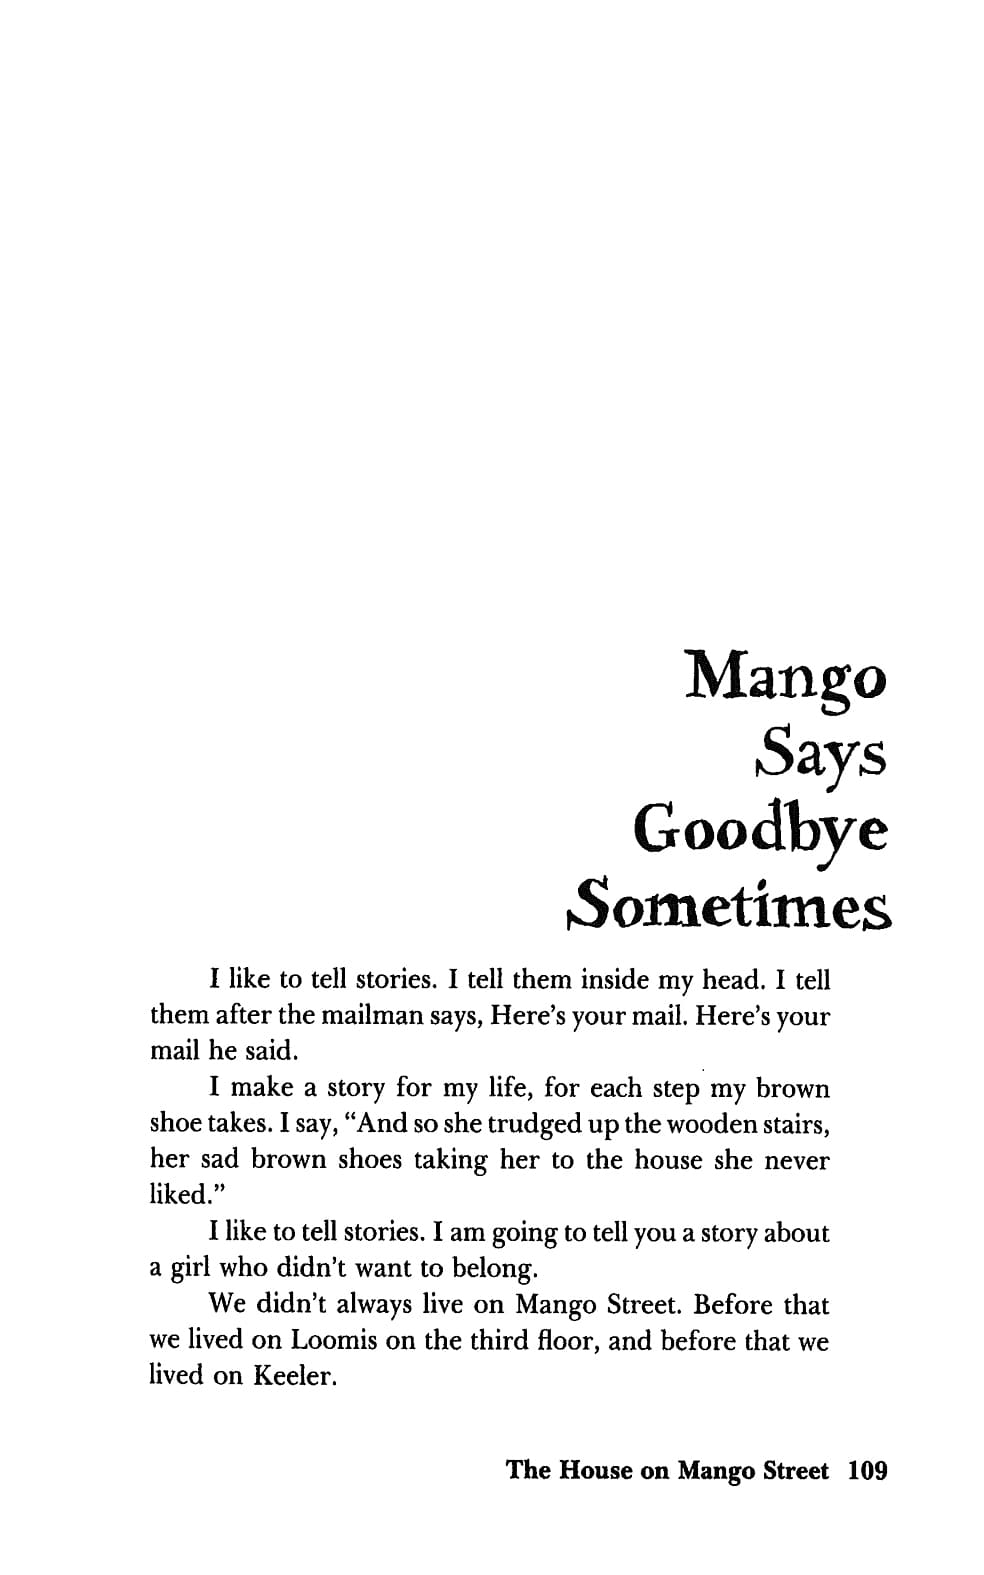 Mango
Says
Goodbye
Sometimes
I like to tell stories. I tell them inside my head. I tell
them after the mailman says, Here’s your mail. Here’s your
mail he said.
I make a story for my life, for each step my brown
shoe takes. I say, “And so she trudged up the wooden stairs,
her sad brown shoes taking her to the house she never
liked.”
I like to tell stories. I am going to tell you a story about
a girl who didn’t want to belong.
We didn’t always live on Mango Street. Before that
we lived on Loomis on the third floor, and before that we
lived on Keeler.
The House on Mango Street 109